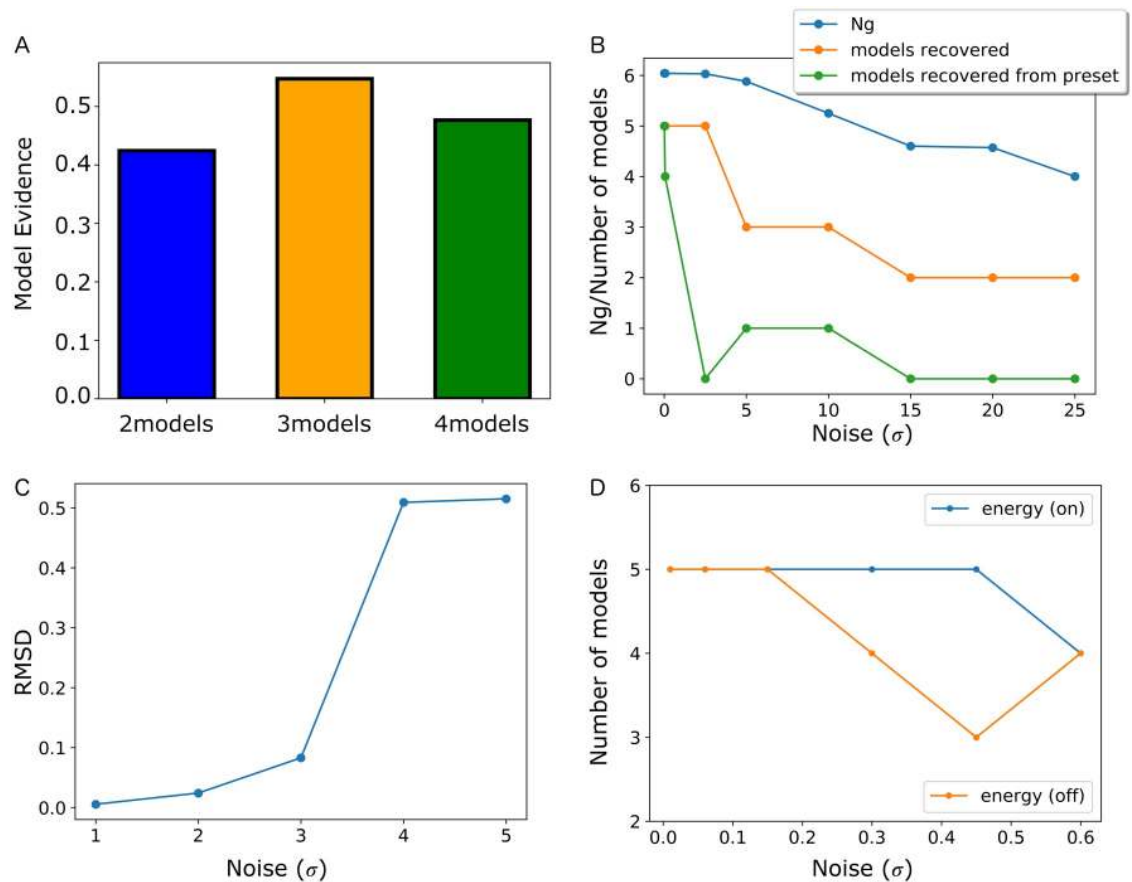 A
Model Evidence
0.5
0.4
0.3
0.2
0.1
0.0
2models
3models
4models
B
Ng
models recovered
models recovered from preset
Ng/Number of models
6
5
4
3
2
1
0
0
5
10
15
20
25
Noise (σ)
C
RMSD
0.5
0.4
0.3
0.2
0.1
0.0
1
2
3
4
5
Noise (σ)
D
energy (on)
Number of models
6
5
4
3
2
energy (off)
0.0
0.1
0.2
0.3
0.4
0.5
0.6
Noise (σ)